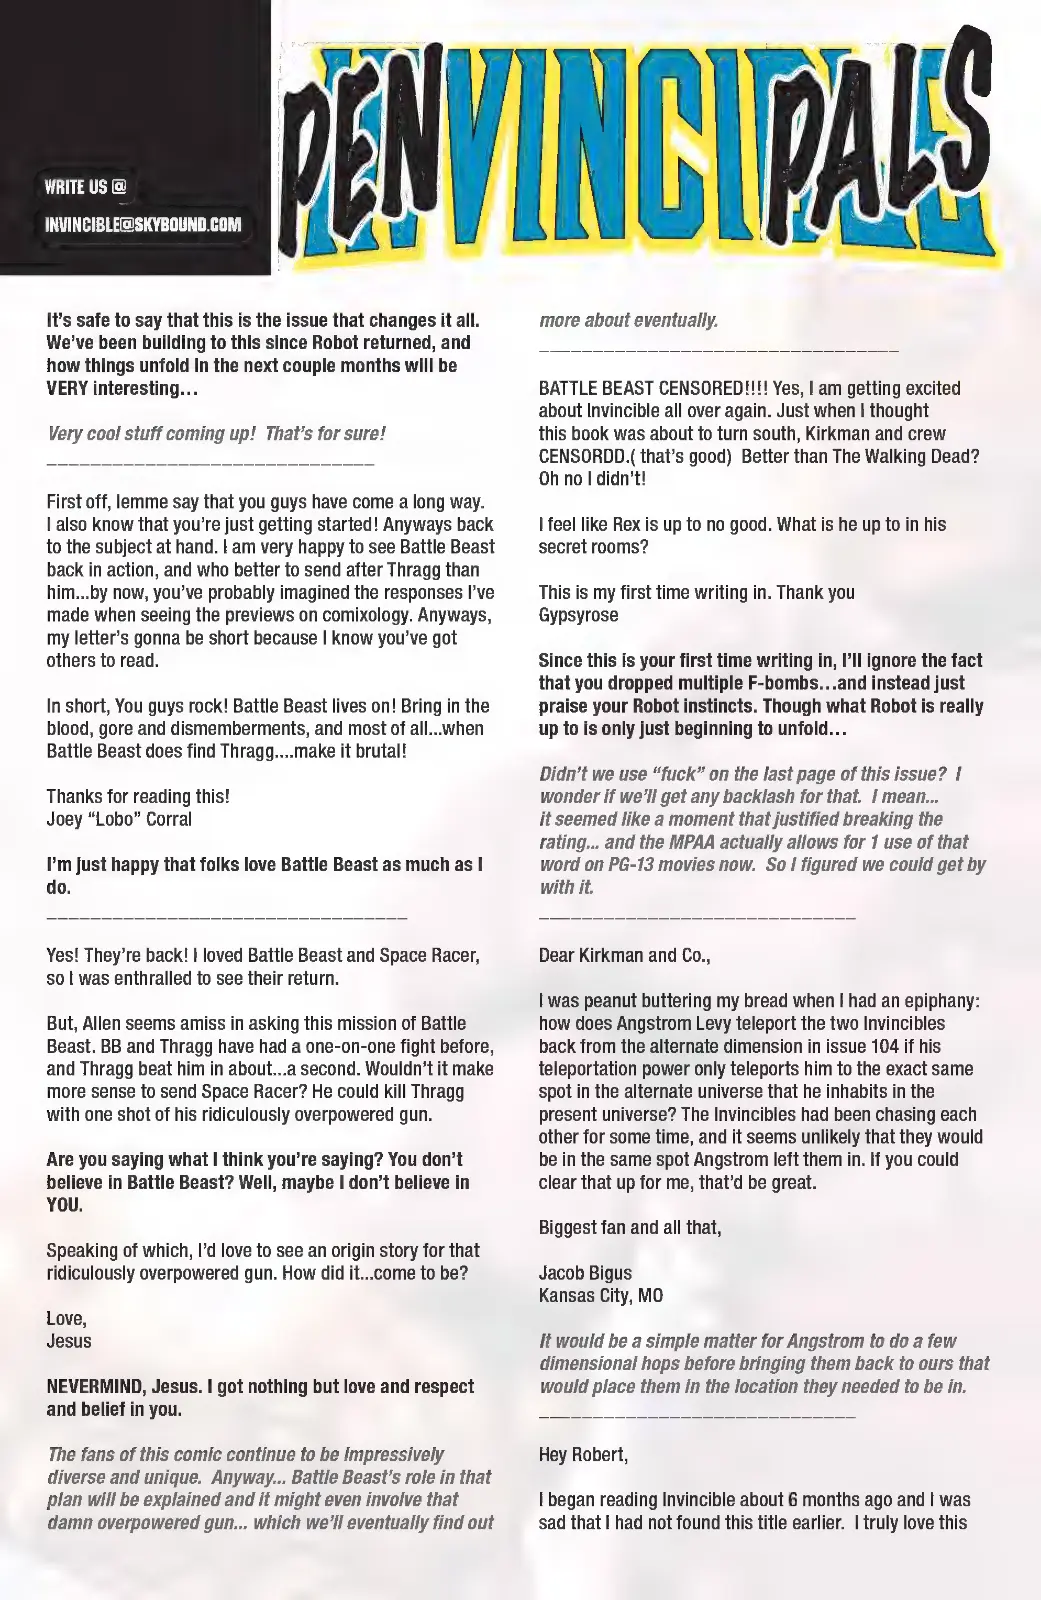 PENVINCIPALS
WRITE US @
INVINCIBLE@SKYBOUND.COM
It's safe to say that this is the issue that changes it all.
We've been building to this since Robot returned, and
how things unfold in the next couple months will be
VERY interesting…
Very cool stuff coming up!  That's for sure!
______________________________
First off, lemme say that you guys have come a long way.
I also know that you're just getting started! Anyways back
to the subject at hand. I am very happy to see Battle Beast
back in action, and who better to send after Thragg than
him...by now, you've probably imagined the responses I've
made when seeing the previews on comixology. Anyways,
my letter's gonna be short because I know you've got
others to read.
In short, You guys rock! Battle Beast lives on! Bring in the
blood, gore and dismemberments, and most of all...when
Battle Beast does find Thragg....make it brutal!
Thanks for reading this!
Joey "Lobo" Corral
I'm just happy that folks love Battle Beast as much as I
do.
_________________________________
Yes! They're back! I loved Battle Beast and Space Racer,
so I was enthralled to see their return.
But, Allen seems amiss in asking this mission of Battle
Beast. BB and Thragg have had a one-on-one fight before,
and Thragg beat him in about...a second. Wouldn't it make
more sense to send Space Racer? He could kill Thragg
with one shot of his ridiculously overpowered gun.
Are you saying what I think you're saying? You don't
believe in Battle Beast? Well, maybe I don't believe in
YOU.
Speaking of which, I'd love to see an origin story for that
ridiculously overpowered gun. How did it...come to be?
Love,
Jesus
NEVERMIND, Jesus. I got nothing but love and respect
and belief in you.
The fans of this comic continue to be impressively
diverse and unique.  Anyway... Battle Beast's role in that
plan will be explained and it might even involve that
damn overpowered gun... which we'll eventually find out
more about eventually.
_________________________________
BATTLE BEAST CENSORED!!!! Yes, I am getting excited
about Invincible all over again. Just when I thought
this book was about to turn south, Kirkman and crew
CENSORDD.( that's good)  Better than The Walking Dead?
Oh no I didn't!
I feel like Rex is up to no good. What is he up to in his
secret rooms?
This is my first time writing in. Thank you
Gypsyrose
Since this is your first time writing in, I'll ignore the fact
that you dropped multiple F-bombs…and instead just
praise your Robot instincts. Though what Robot is really
up to is only just beginning to unfold…
Didn't we use "fuck" on the last page of this issue?  I
wonder if we'll get any backlash for that.  I mean...
it seemed like a moment that justified breaking the
rating... and the MPAA actually allows for 1 use of that
word on PG-13 movies now.  So I figured we could get by
with it.
_____________________________
Dear Kirkman and Co.,
I was peanut buttering my bread when I had an epiphany:
how does Angstrom Levy teleport the two Invincibles
back from the alternate dimension in issue 104 if his
teleportation power only teleports him to the exact same
spot in the alternate universe that he inhabits in the
present universe? The Invincibles had been chasing each
other for some time, and it seems unlikely that they would
be in the same spot Angstrom left them in. If you could
clear that up for me, that'd be great.
Biggest fan and all that,
Jacob Bigus
Kansas City, MO
It would be a simple matter for Angstrom to do a few
dimensional hops before bringing them back to ours that
would place them in the location they needed to be in.
_____________________________
Hey Robert,
I began reading Invincible about 6 months ago and I was
sad that I had not found this title earlier.  I truly love this